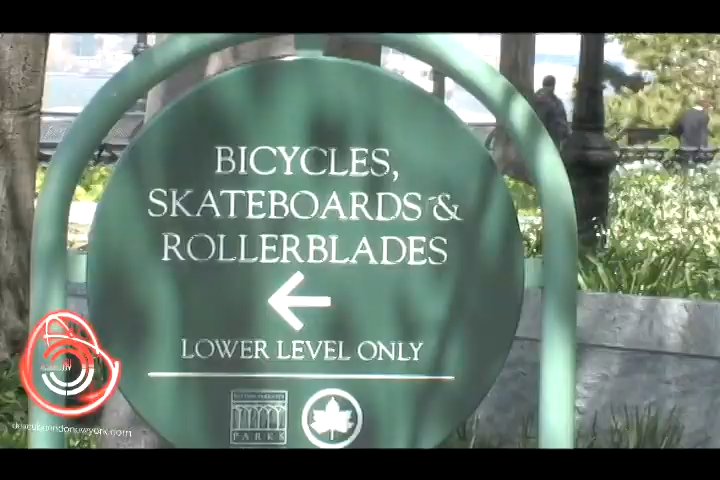 BICYCLES,
SKATEBOARDS &
ROLLERBLADES
LOWER LEVEL ONLY
PARKS